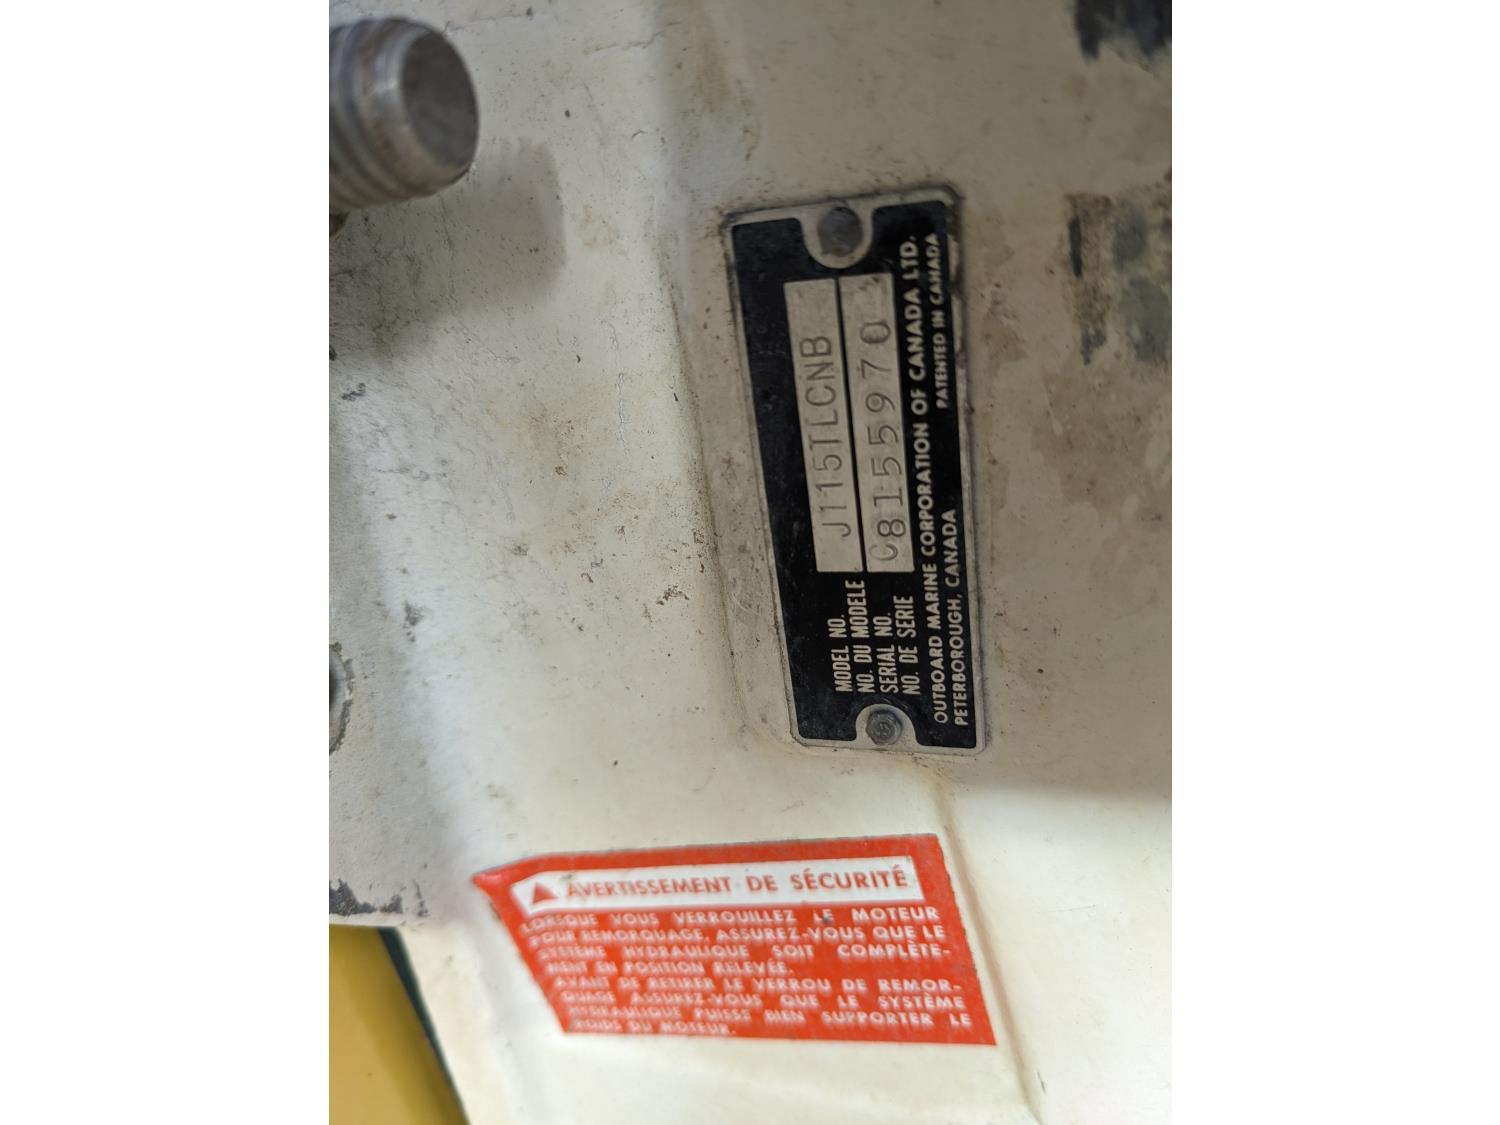 MODEL NO.
NO. DU MODELE
J115TLCNB
SERIAL NO.
NO. DE SERIE
C8155970
OUTBOARD MARINE CORPORATION OF CANADA LTD.
PETERBOROUGH, CANADA
PATENTED IN CANADA
AVERTISSEMENT DE SÉCURITÉ
LORSQUE VOUS VERROUILLEZ LE MOTEUR
POUR REMORQUAGE, ASSUREZ-VOUS QUE LE
SYSTÈME HYDRAULIQUE SOIT COMPLÈTE-
MENT EN POSITION RELEVÉE.
AVANT DE RETIRER LE VERROU DE REMOR-
QUAGE ASSUREZ-VOUS QUE LE SYSTÈME
HYDRAULIQUE PUISSE BIEN SUPPORTER LE
POIDS DU MOTEUR.